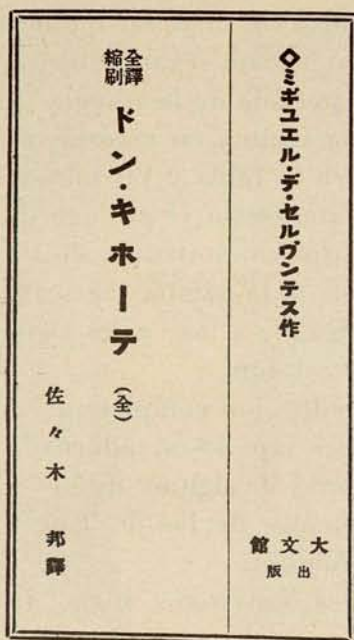 ◇ミギユエル・デ・セルヴンテス作
大文館
出版
全譯
縮刷
ドン・キホーテ(全)
佐々木邦譯